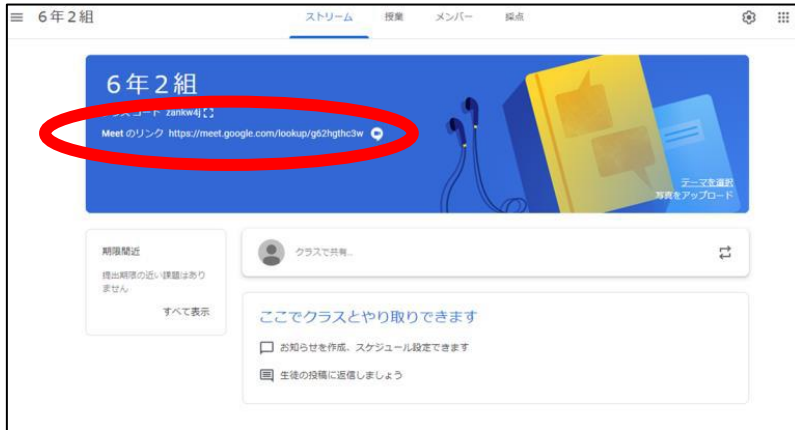 6年2組
ストリーム 授業 メンバー 採点
6年2組
クラスコード zankw4j
Meet のリンク https://meet.google.com/lookup/g62hgthc3w
テーマを選択
写真をアップロード
期限間近
提出期限の近い課題はあり
ません
すべて表示
クラスで共有...
ここでクラスとやり取りできます
お知らせを作成、スケジュール設定できます
生徒の投稿に返信しましょう